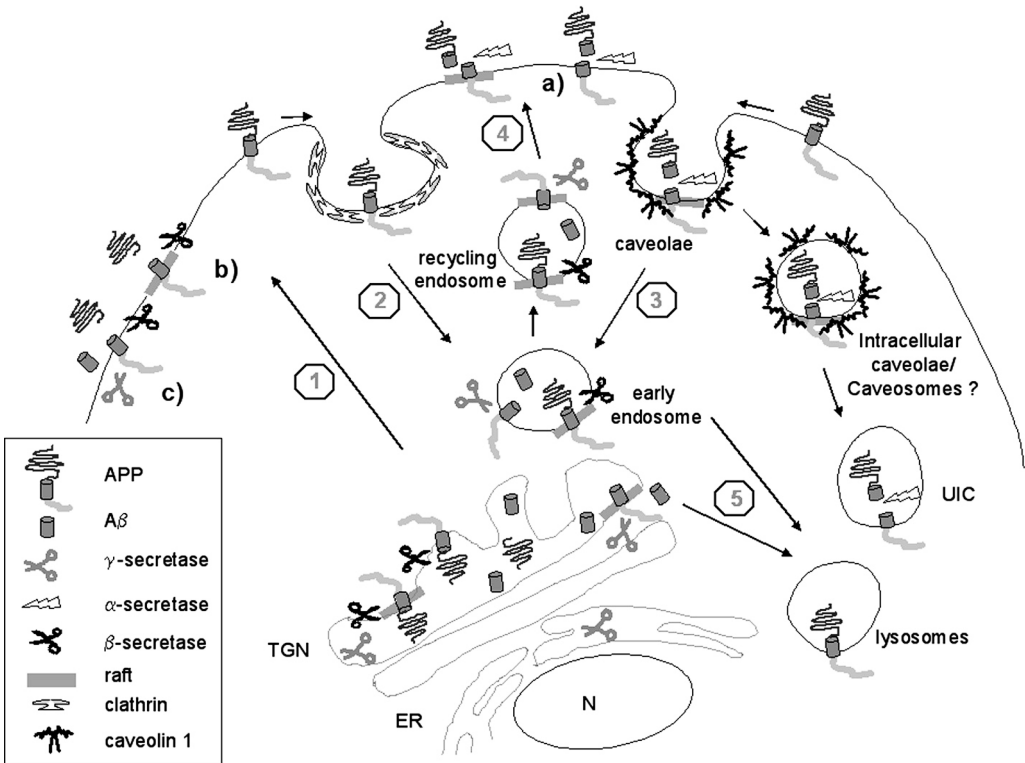 a)
4
b)
recycling
endosome
caveolae
2
3
c)
1
early
endosome
Intracellular
caveolae/
Caveosomes ?
5
UIC
lysosomes
TGN
ER
N
APP
Aβ
γ-secretase
α-secretase
β-secretase
raft
clathrin
caveolin 1